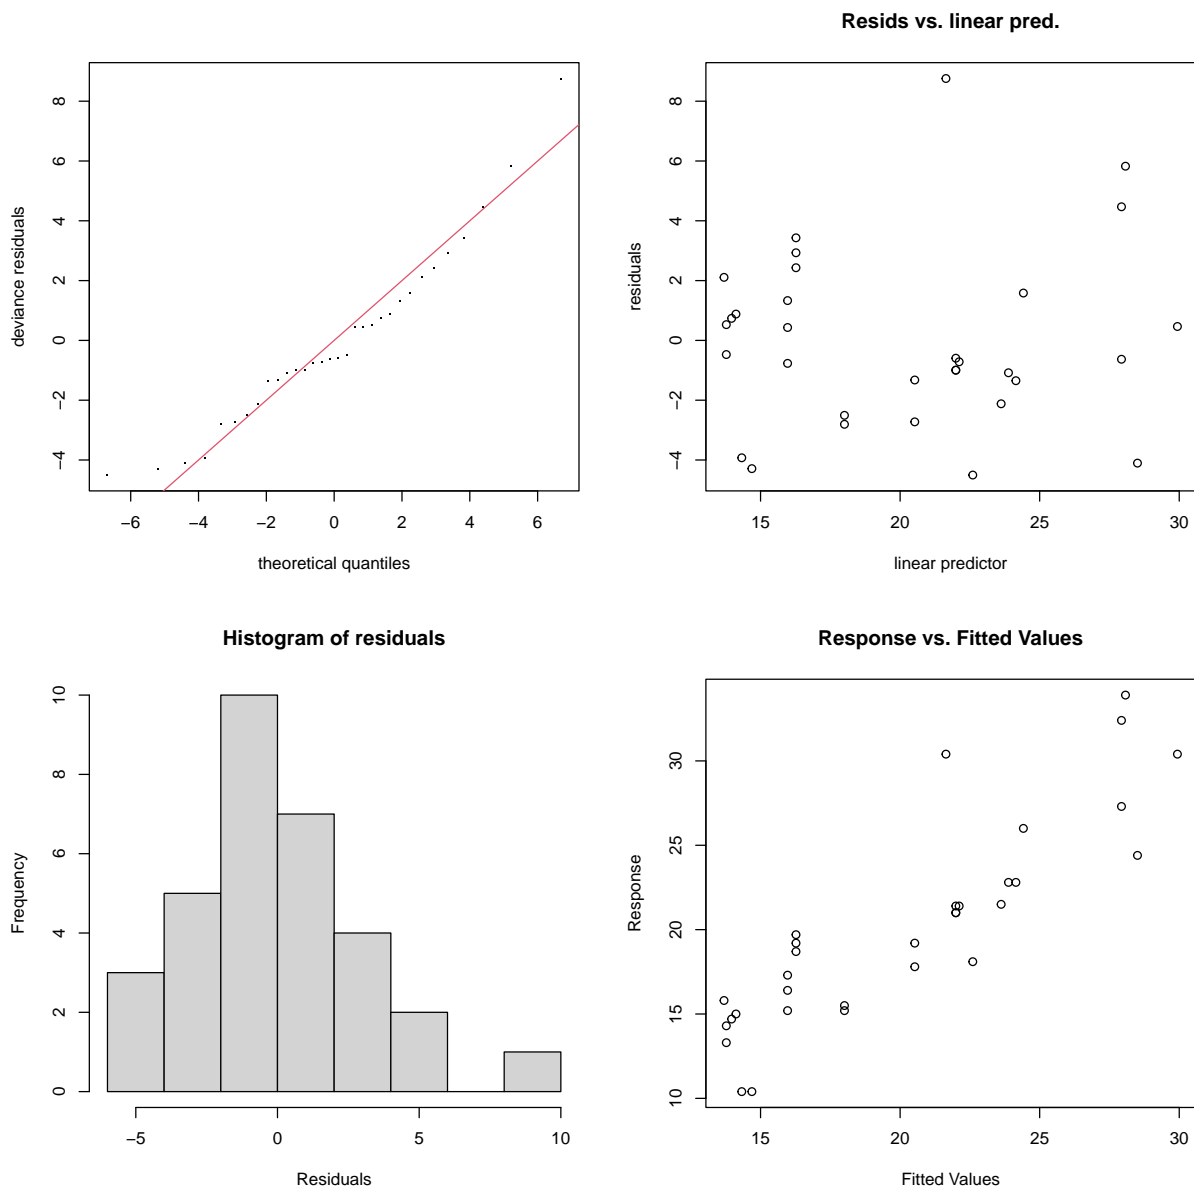 8
6
4
2
0
−2
−4
deviance residuals
−6 −4 −2 0 2 4 6
theoretical quantiles
Resids vs. linear pred.
8
6
4
2
0
−2
−4
residuals
15 20 25 30
linear predictor
Histogram of residuals
10
8
6
4
2
0
Frequency
−5 0 5 10
Residuals
Response vs. Fitted Values
30
25
20
15
10
Response
15 20 25 30
Fitted Values